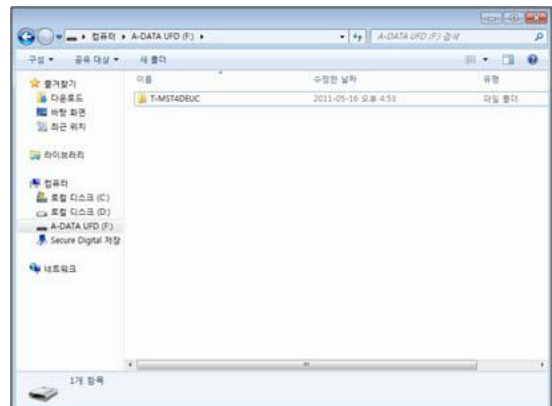 컴퓨터 ▸ A-DATA UFD (F:) ▸
A-DATA UFD (F:) 검색
구성 공유 대상 새 폴더
이름 수정한 날짜 유형
즐겨찾기
다운로드
바탕 화면
최근 위치
T-MST4DEUC 2011-05-16 오후 4:53 파일 폴더
라이브러리
컴퓨터
로컬 디스크 (C:)
로컬 디스크 (D:)
A-DATA UFD (F:)
Secure Digital 저장
네트워크
1개 항목